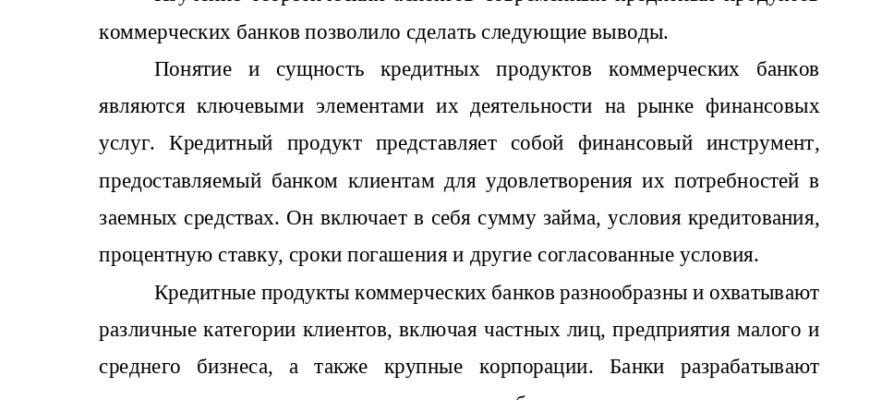 коммерческих банков позволило сделать следующие выводы.
Понятие и сущность кредитных продуктов коммерческих банков
являются ключевыми элементами их деятельности на рынке финансовых
услуг. Кредитный продукт представляет собой финансовый инструмент,
предоставляемый банком клиентам для удовлетворения их потребностей в
заемных средствах. Он включает в себя сумму займа, условия кредитования,
процентную ставку, сроки погашения и другие согласованные условия.
Кредитные продукты коммерческих банков разнообразны и охватывают
различные категории клиентов, включая частных лиц, предприятия малого и
среднего бизнеса, а также крупные корпорации. Банки разрабатывают